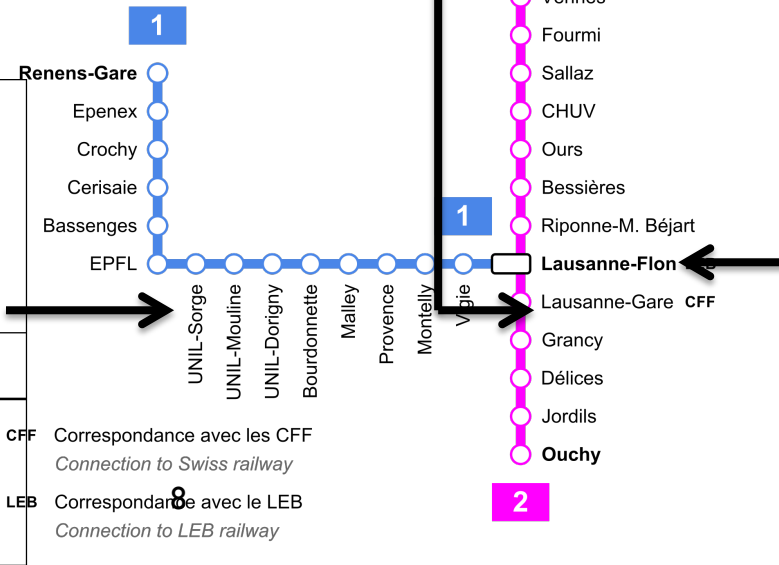 Vennes
1
Fourmi
Renens-Gare
Sallaz
Epenex
CHUV
Crochy
Ours
Cerisaie
Bessières
Bassenges
1
Riponne-M. Béjart
EPFL
Lausanne-Flon LEB
UNIL-Sorge
UNIL-Mouline
UNIL-Dorigny
Bourdonnette
Malley
Provence
Montelly
Vigie
Lausanne-Gare CFF
Grancy
Délices
Jordils
Ouchy
2
CFF Correspondance avec les CFF
Connection to Swiss railway
8
LEB Correspondance avec le LEB
Connection to LEB railway